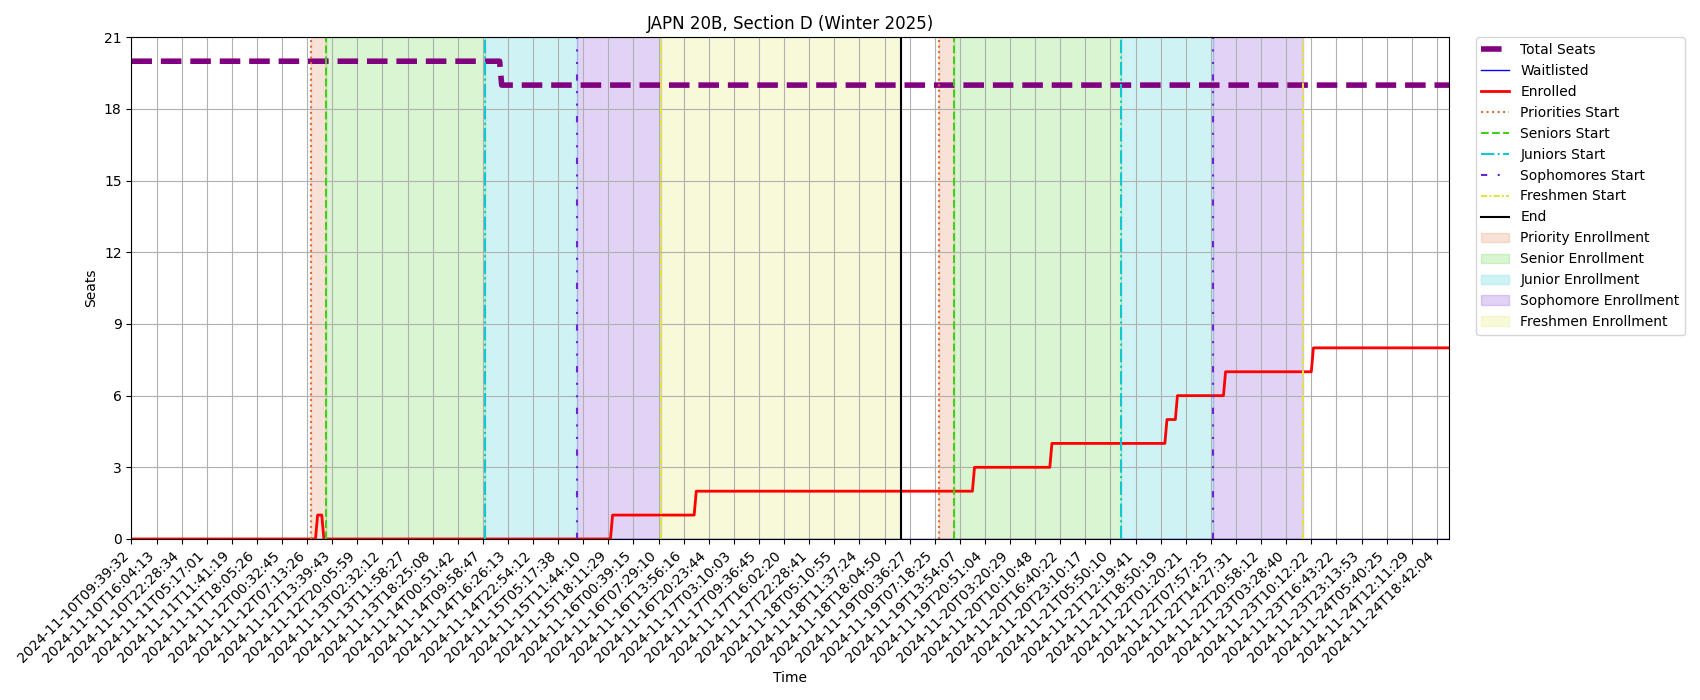 JAPN 20B, Section D (Winter 2025)
21
18
15
12
9
6
3
0
Seats
2024-11-10T09:39:32
2024-11-10T16:04:13
2024-11-10T22:28:34
2024-11-11T05:17:01
2024-11-11T11:41:19
2024-11-11T18:05:26
2024-11-12T00:32:45
2024-11-12T07:13:26
2024-11-12T13:39:43
2024-11-12T20:05:59
2024-11-13T03:32:12
2024-11-13T11:58:27
2024-11-13T18:25:08
2024-11-14T00:51:42
2024-11-14T09:58:47
2024-11-14T16:26:13
2024-11-14T22:54:12
2024-11-15T05:17:38
2024-11-15T11:44:10
2024-11-15T18:11:29
2024-11-16T00:39:15
2024-11-16T07:29:10
2024-11-16T13:56:16
2024-11-16T20:23:44
2024-11-17T03:10:03
2024-11-17T09:36:45
2024-11-17T16:02:20
2024-11-17T22:28:41
2024-11-18T05:10:55
2024-11-18T11:37:24
2024-11-18T18:04:50
2024-11-19T00:36:27
2024-11-19T07:18:25
2024-11-19T13:54:07
2024-11-19T20:51:04
2024-11-20T03:20:29
2024-11-20T10:10:48
2024-11-20T16:40:22
2024-11-20T23:10:17
2024-11-21T05:50:10
2024-11-21T12:19:41
2024-11-21T18:50:19
2024-11-22T01:20:21
2024-11-22T07:57:25
2024-11-22T14:27:31
2024-11-22T20:58:12
2024-11-23T03:28:40
2024-11-23T10:12:22
2024-11-23T16:43:22
2024-11-23T23:13:53
2024-11-24T05:40:25
2024-11-24T12:11:29
2024-11-24T18:42:04
Time
Total Seats
Waitlisted
Enrolled
Priorities Start
Seniors Start
Juniors Start
Sophomores Start
Freshmen Start
End
Priority Enrollment
Senior Enrollment
Junior Enrollment
Sophomore Enrollment
Freshmen Enrollment